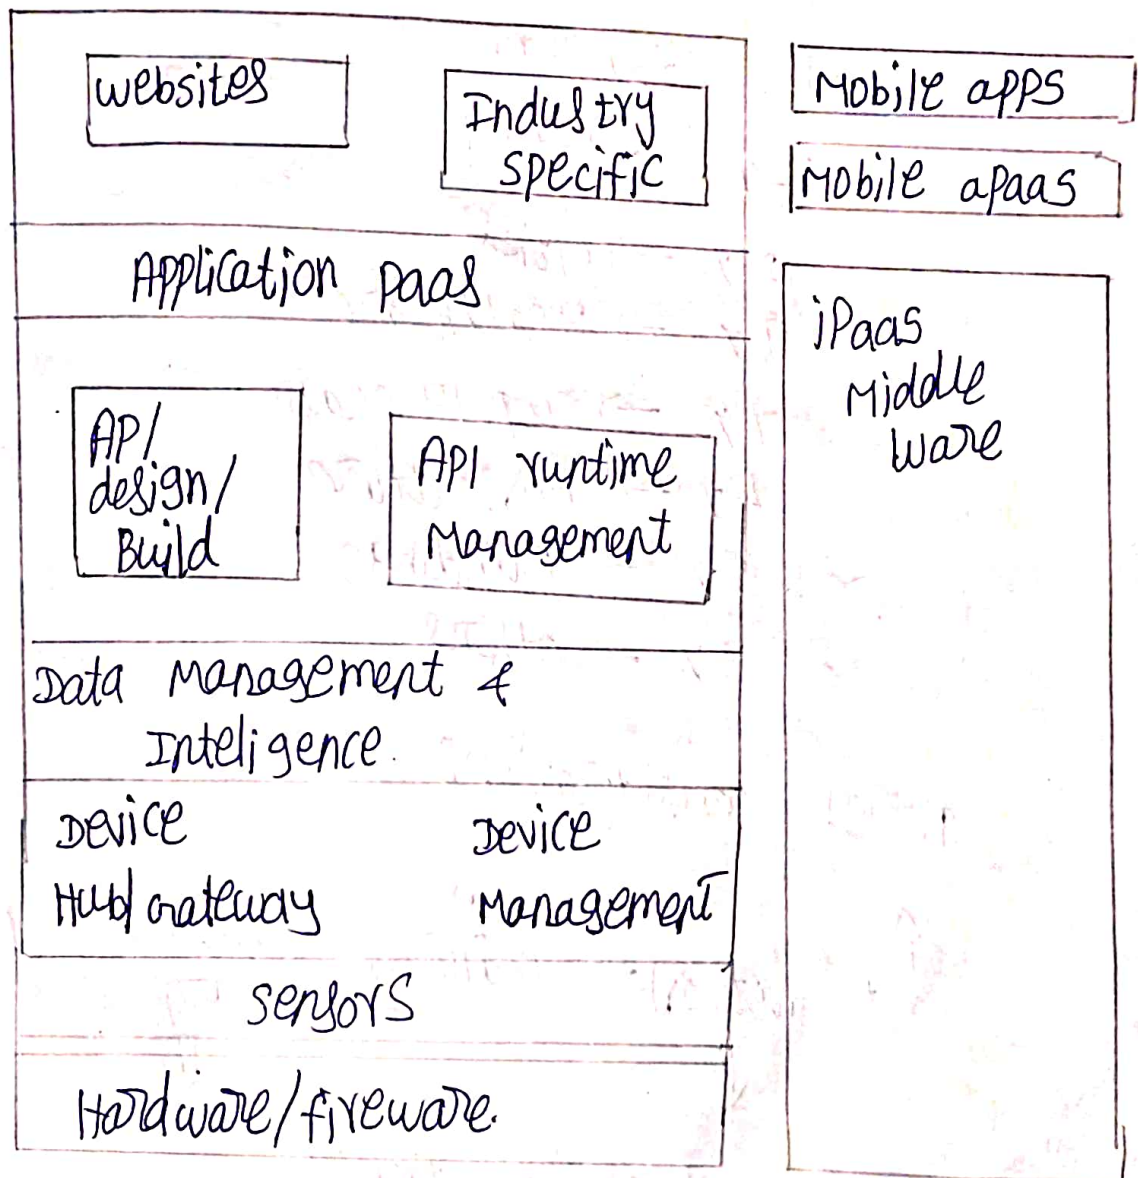 Websites
Industry
specific
Mobile apps
Mobile apaas
Application paas
iPaas
Middle
ware
API
design/
Build
API runtime
Management
Data Management &
Inteligence.
Device
Hub/Gateway
Device
Management
Sensors
Hardware/fireware.